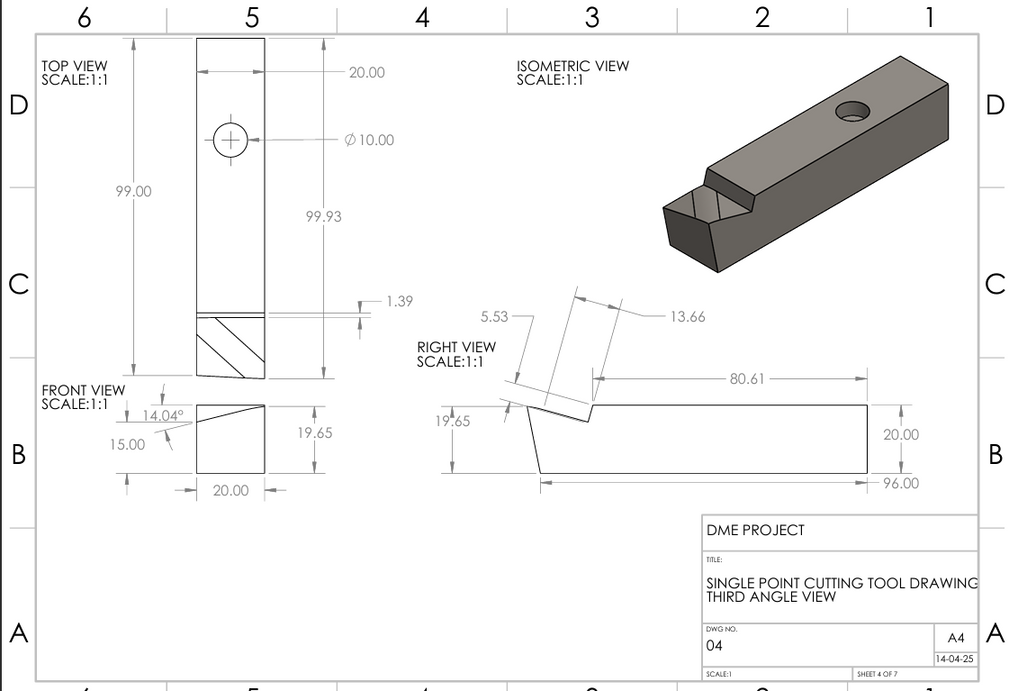 6 5 4 3 2 1
D
TOP VIEW
SCALE:1:1
99.00
20.00
Ø10.00
99.93
1.39
ISOMETRIC VIEW
SCALE:1:1
D
C
C
5.53
13.66
RIGHT VIEW
SCALE:1:1
80.61
19.65
20.00
96.00
FRONT VIEW
SCALE:1:1
14.04°
15.00
19.65
20.00
B
B
DME PROJECT
TITLE:
SINGLE POINT CUTTING TOOL DRAWING
THIRD ANGLE VIEW
DWG NO.
04
A4
14-04-25
SCALE:1
SHEET 4 OF 7
A
A